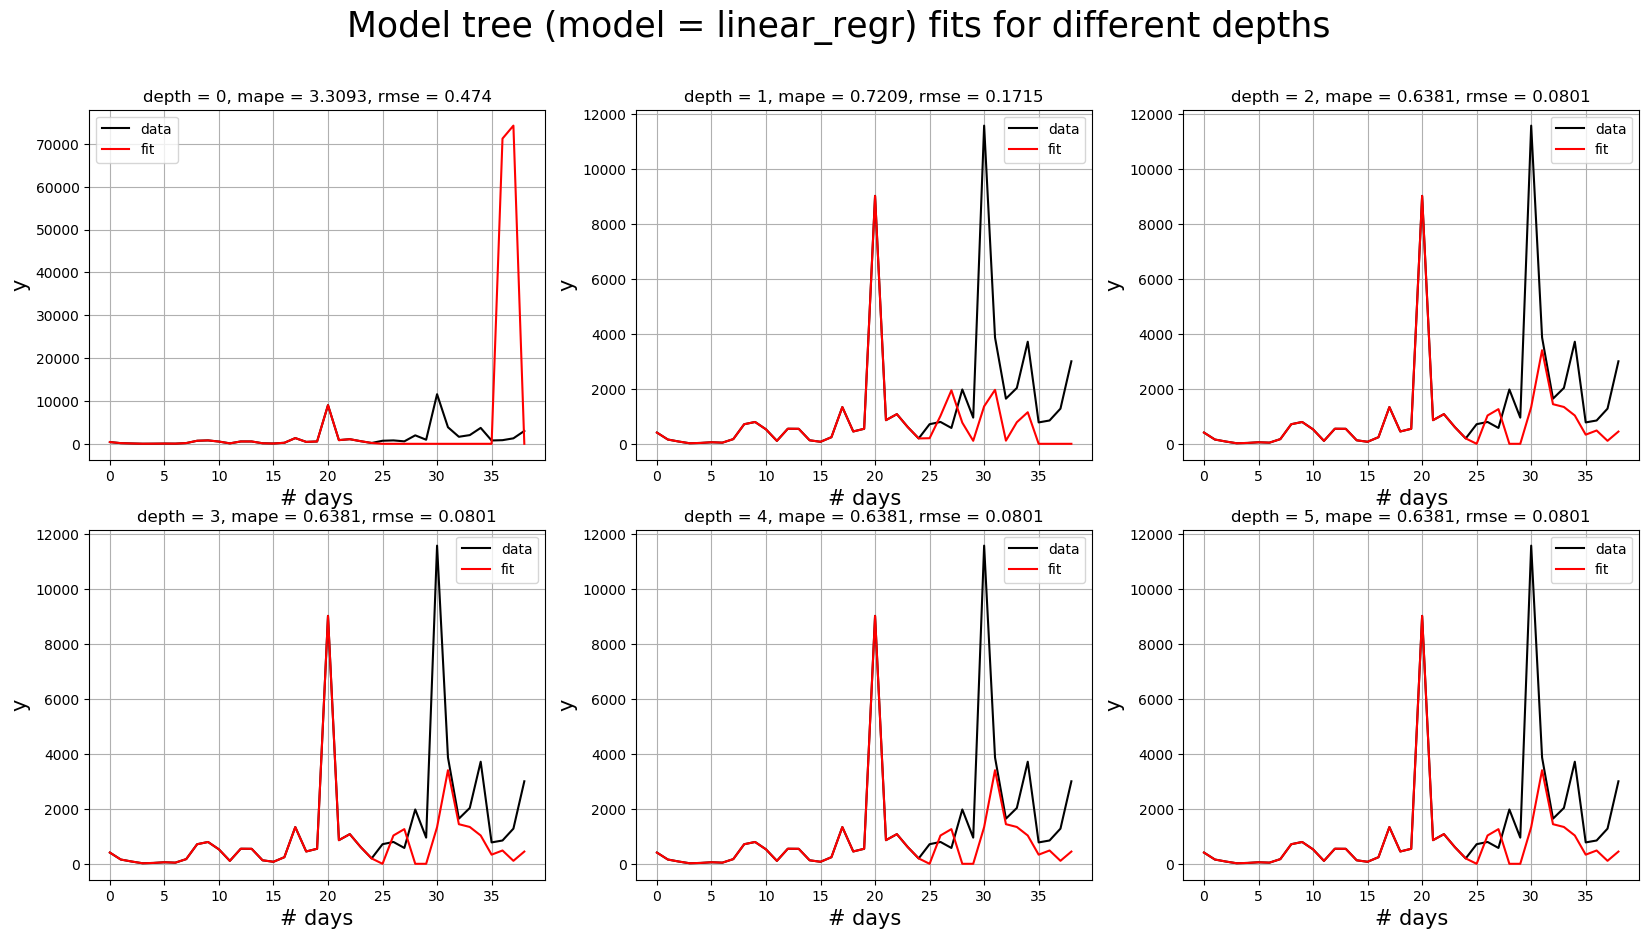 Model tree (model = linear_regr) fits for different depths
depth = 0, mape = 3.3093, rmse = 0.474
70000
60000
50000
40000
30000
20000
10000
0
y
data
fit
0 5 10 15 20 25 30 35
# days
depth = 1, mape = 0.7209, rmse = 0.1715
12000
10000
8000
6000
4000
2000
0
y
data
fit
0 5 10 15 20 25 30 35
# days
depth = 2, mape = 0.6381, rmse = 0.0801
12000
10000
8000
6000
4000
2000
0
y
data
fit
0 5 10 15 20 25 30 35
# days
depth = 3, mape = 0.6381, rmse = 0.0801
12000
10000
8000
6000
4000
2000
0
y
data
fit
0 5 10 15 20 25 30 35
# days
depth = 4, mape = 0.6381, rmse = 0.0801
12000
10000
8000
6000
4000
2000
0
y
data
fit
0 5 10 15 20 25 30 35
# days
depth = 5, mape = 0.6381, rmse = 0.0801
12000
10000
8000
6000
4000
2000
0
y
data
fit
0 5 10 15 20 25 30 35
# days